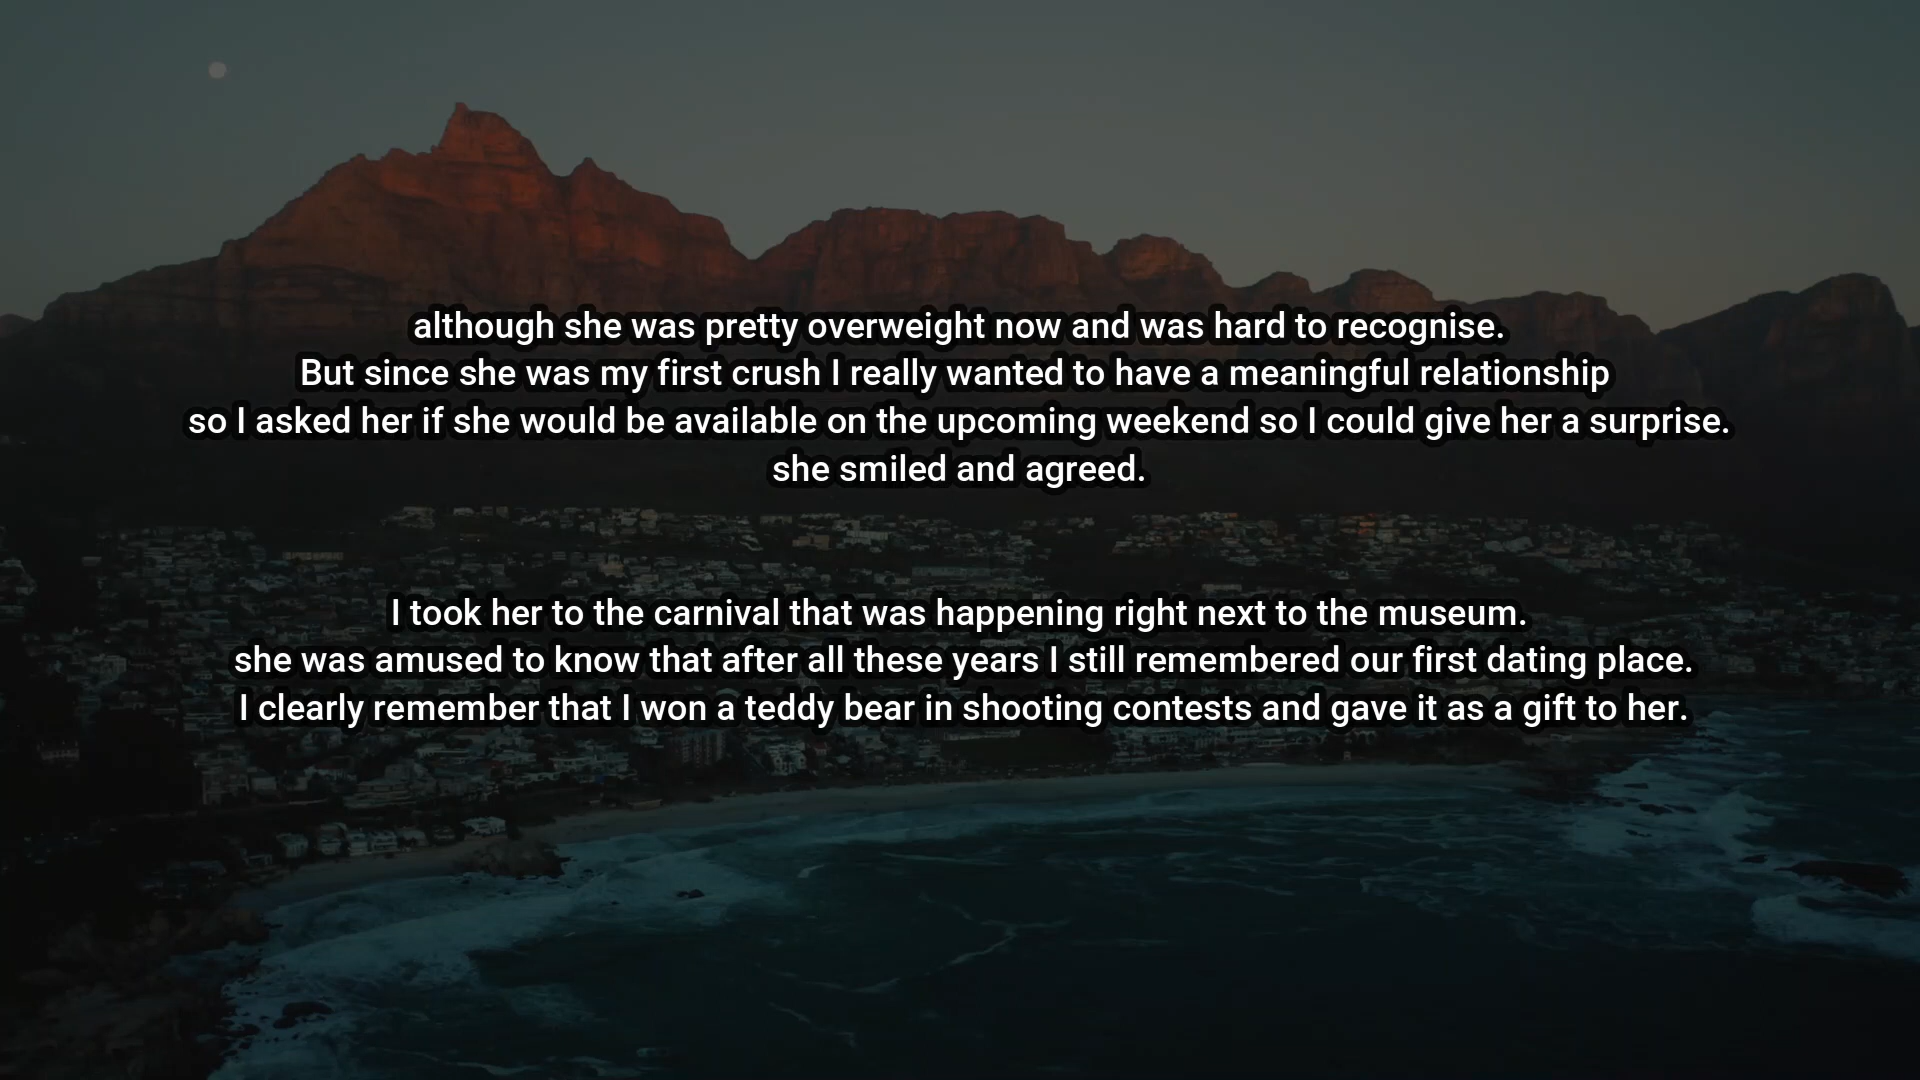 although she was pretty overweight now and was hard to recognise.
But since she was my first crush I really wanted to have a meaningful relationship
so I asked her if she would be available on the upcoming weekend so I could give her a surprise.
she smiled and agreed.
I took her to the carnival that was happening right next to the museum.
she was amused to know that after all these years I still remembered our first dating place.
I clearly remember that I won a teddy bear in shooting contests and gave it as a gift to her.